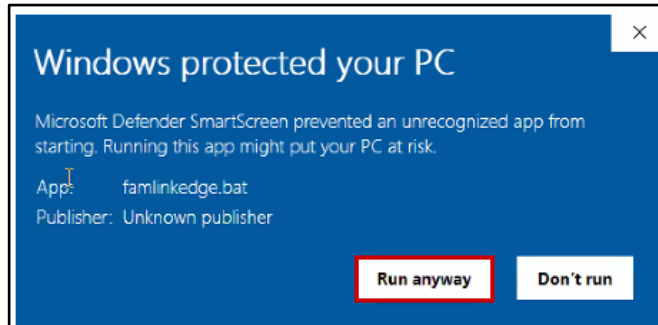 Windows protected your PC
Microsoft Defender SmartScreen prevented an unrecognized app from
starting. Running this app might put your PC at risk.
App: famlinkedge.bat
Publisher: Unknown publisher
Run anyway Don't run